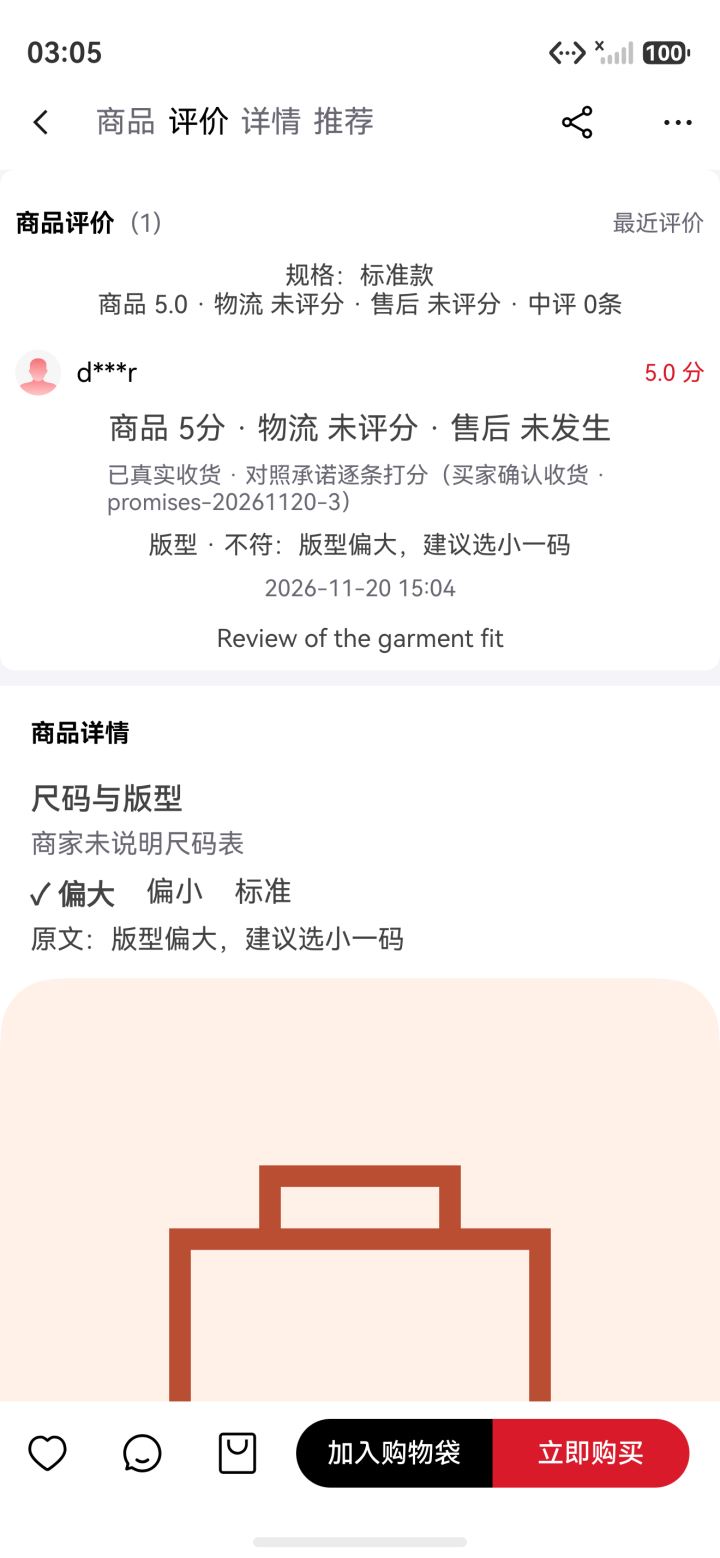 03:05
100
商品 评价 详情 推荐
商品评价 (1)
最近评价
规格：标准款
商品 5.0 · 物流 未评分 · 售后 未评分 · 中评 0条
d***r
5.0 分
商品 5分 · 物流 未评分 · 售后 未发生
已真实收货 · 对照承诺逐条打分（买家确认收货 ·
promises-20261120-3）
版型 · 不符：版型偏大，建议选小一码
2026-11-20 15:04
Review of the garment fit
商品详情
尺码与版型
商家未说明尺码表
✓ 偏大 偏小 标准
原文：版型偏大，建议选小一码
加入购物袋
立即购买